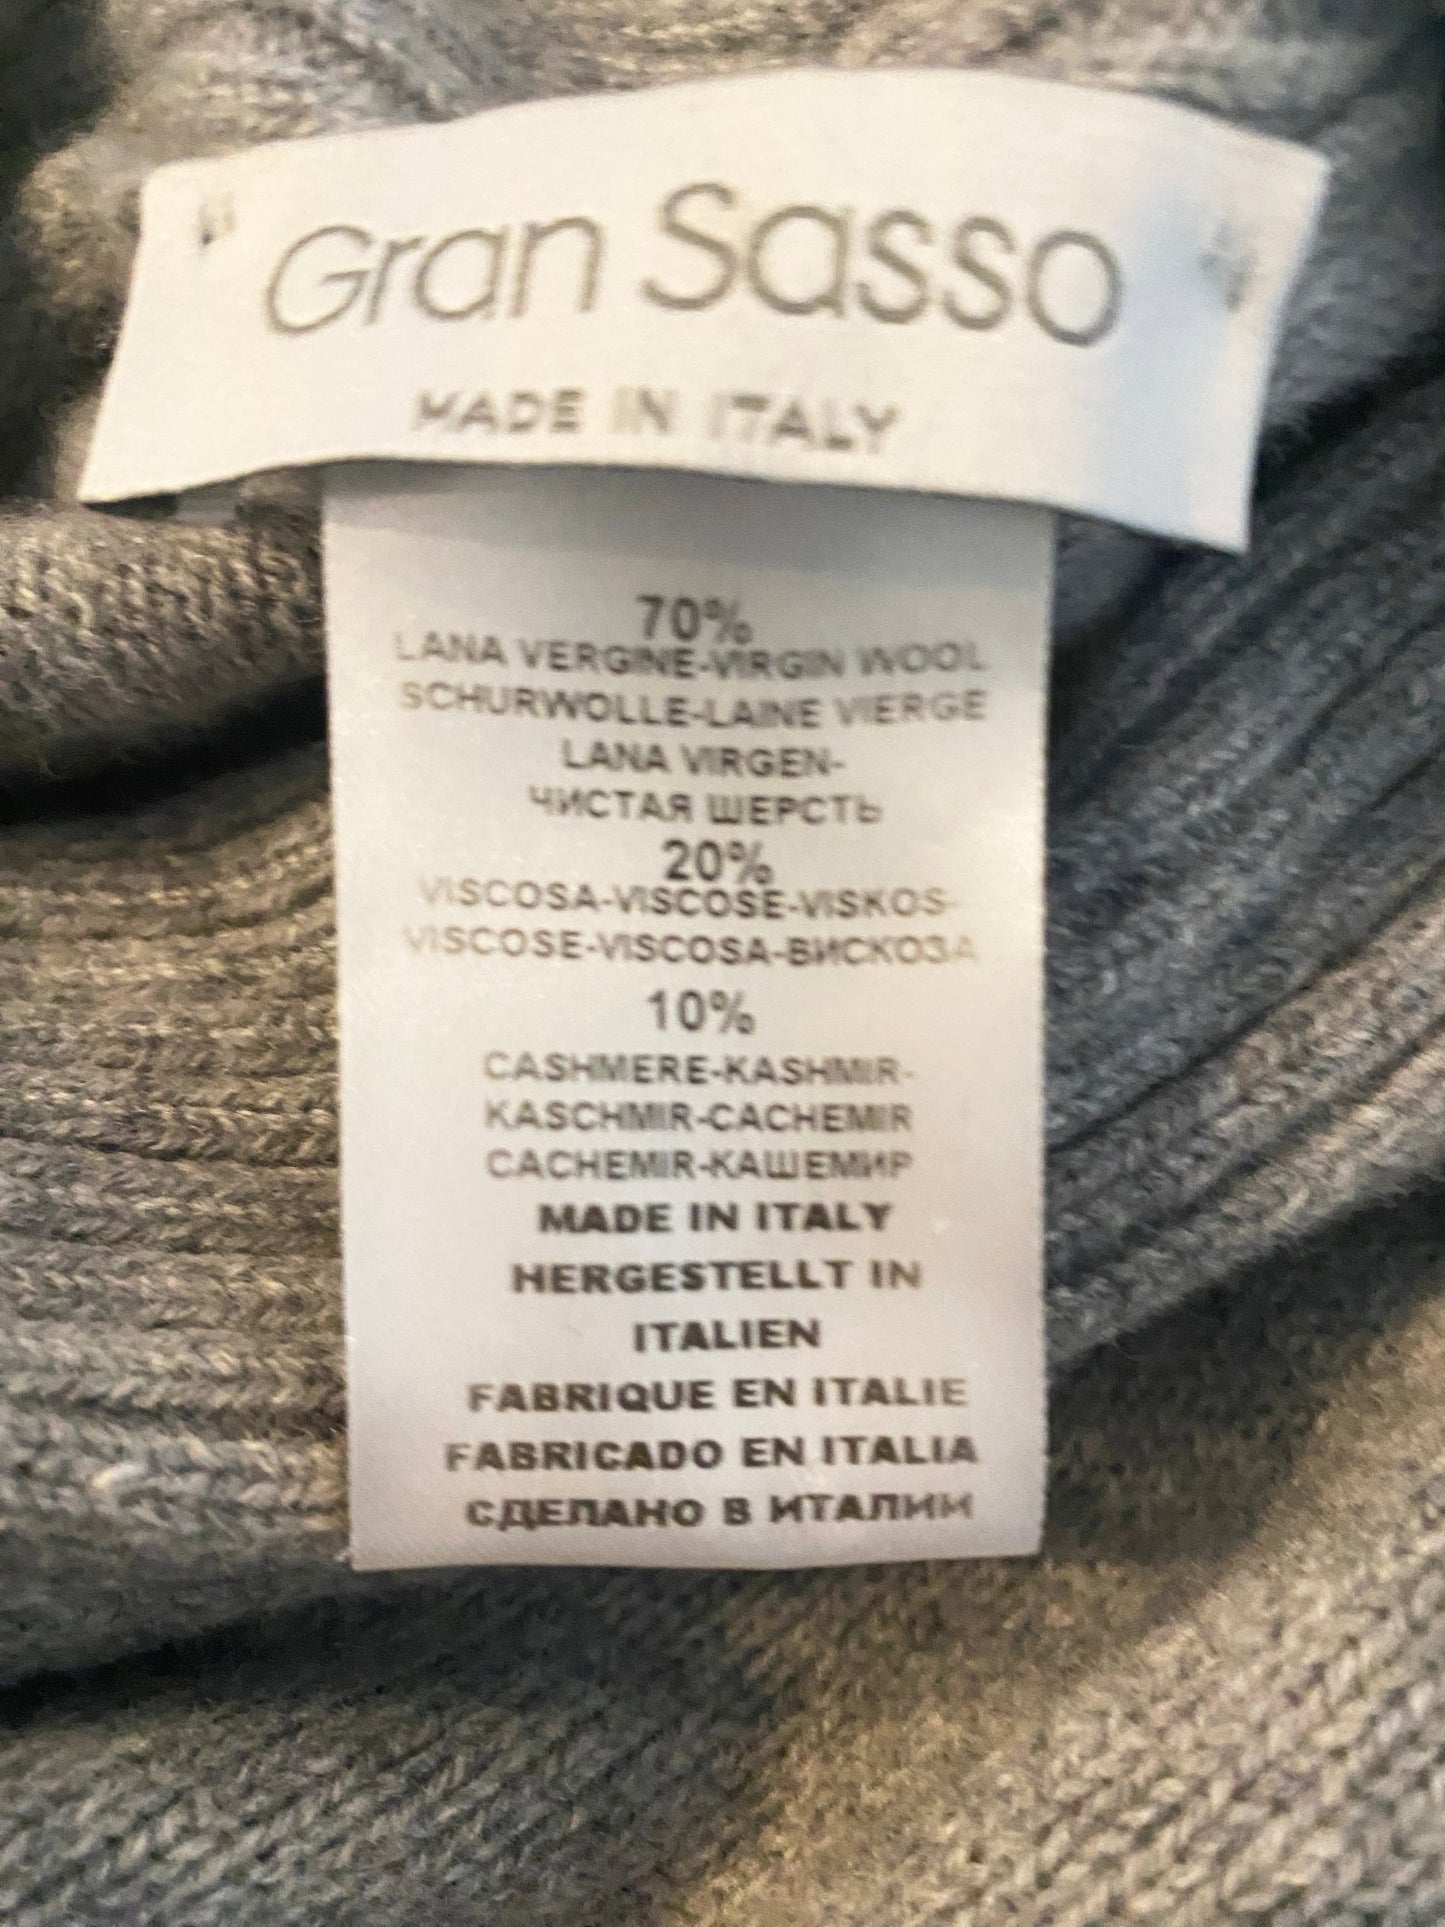 Gran Sasso
MADE IN ITALY
70%
LANA VERGINE-VIRGIN WOOL
SCHURWOLLE-LAINE VIERGE
LANA VIRGEN-
ЧИСТАЯ ШЕРСТЬ
20%
VISCOSA-VISCOSE-VISKOS-
VISCOSE-VISCOSA-ВИСКОЗА
10%
CASHMERE-KASHMIR-
KASCHMIR-CACHEMIR
CACHEMIR-КАШЕМИР
MADE IN ITALY
HERGESTELLT IN
ITALIEN
FABRIQUE EN ITALIE
FABRICADO EN ITALIA
СДЕЛАНО В ИТАЛИИ